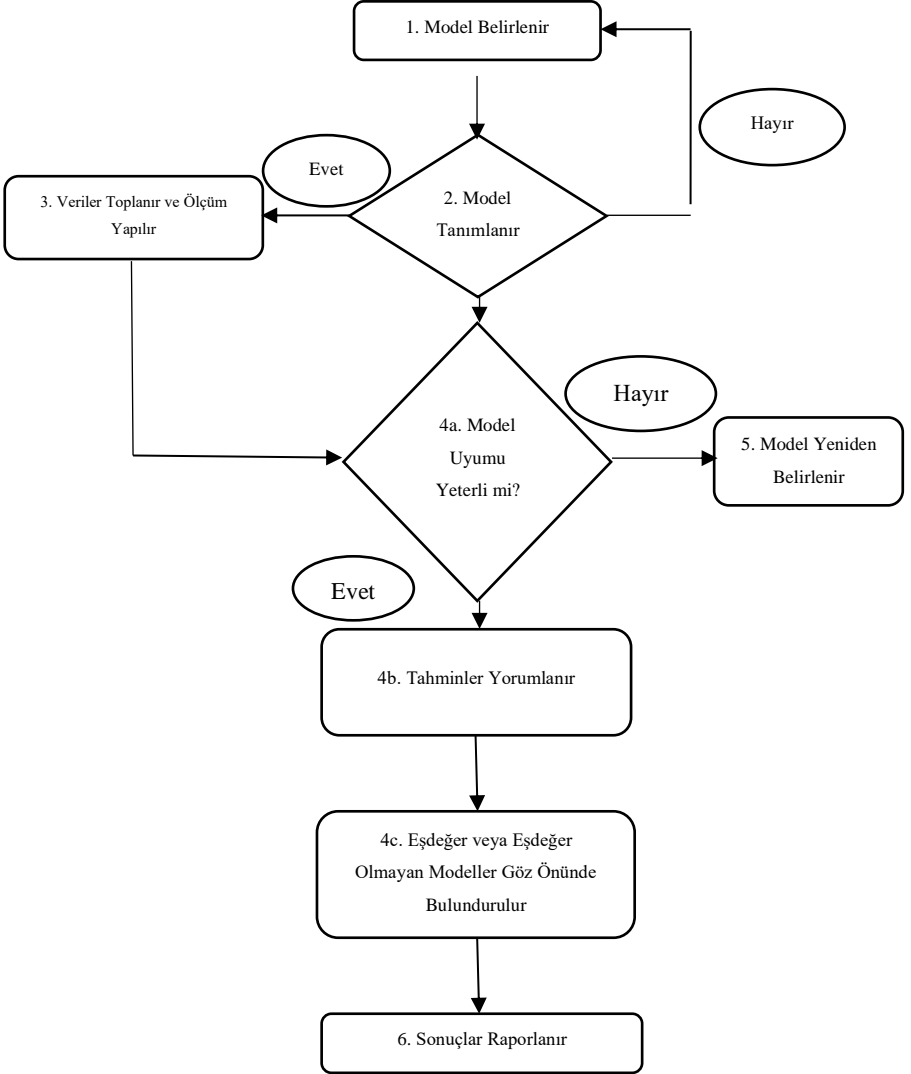 1. Model Belirlenir
Hayır
Evet
2. Model
Tanımlanır
3. Veriler Toplanır ve Ölçüm
Yapılır
4a. Model
Uyumu
Yeterli mi?
Hayır
5. Model Yeniden
Belirlenir
Evet
4b. Tahminler Yorumlanır
4c. Eşdeğer veya Eşdeğer
Olmayan Modeller Göz Önünde
Bulundurulur
6. Sonuçlar Raporlanır